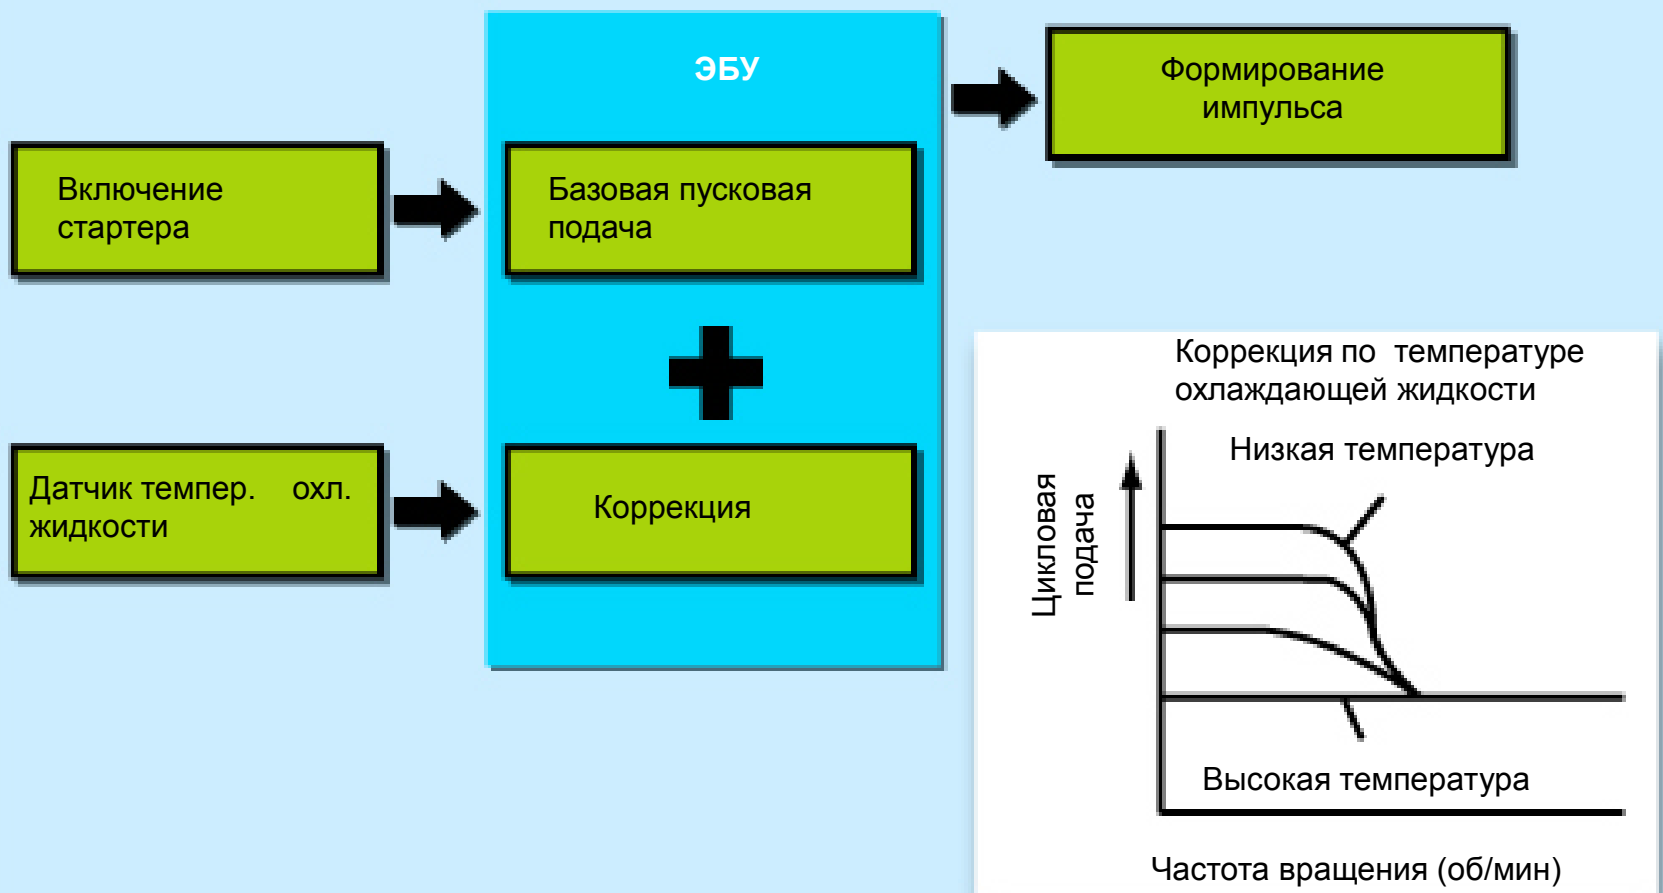 ЭБУ
Формирование
импульса
Включение
стартера
Базовая пусковая
подача
Датчик темпер. охл.
жидкости
Коррекция
Коррекция по температуре
охлаждающей жидкости
Низкая температура
Цикловая
подача
Высокая температура
Частота вращения (об/мин)